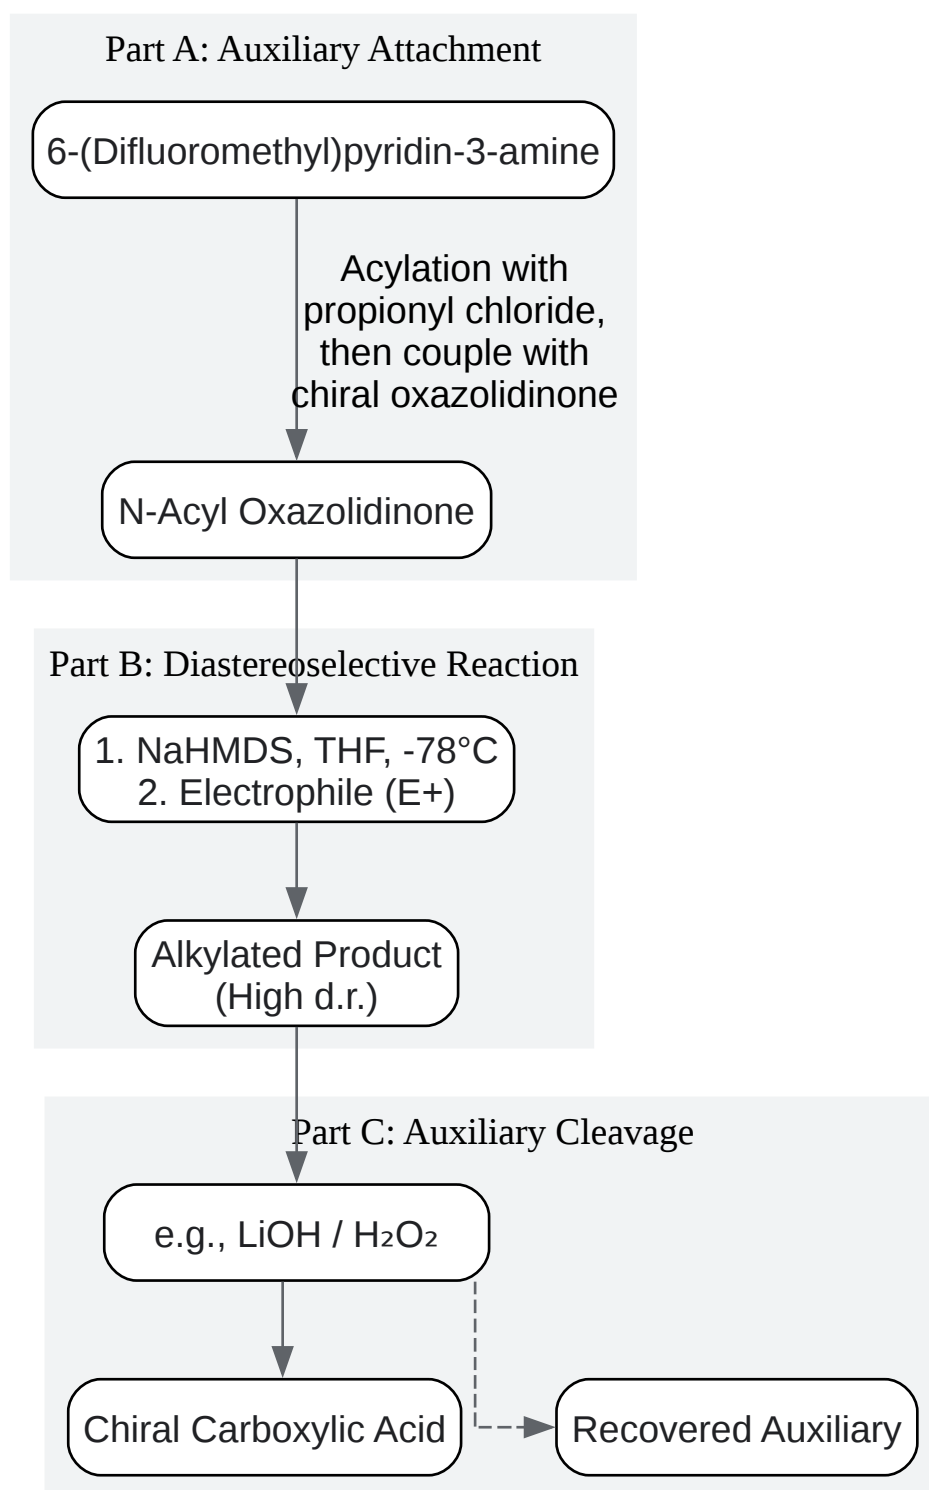 Part A: Auxiliary Attachment
6-(Difluoromethyl)pyridin-3-amine
Acylation with
propionyl chloride,
then couple with
chiral oxazolidinone
N-Acyl Oxazolidinone
Part B: Diastereoselective Reaction
1. NaHMDS, THF, -78°C
2. Electrophile (E+)
Alkylated Product
(High d.r.)
Part C: Auxiliary Cleavage
e.g., LiOH / H₂O₂
Chiral Carboxylic Acid
Recovered Auxiliary